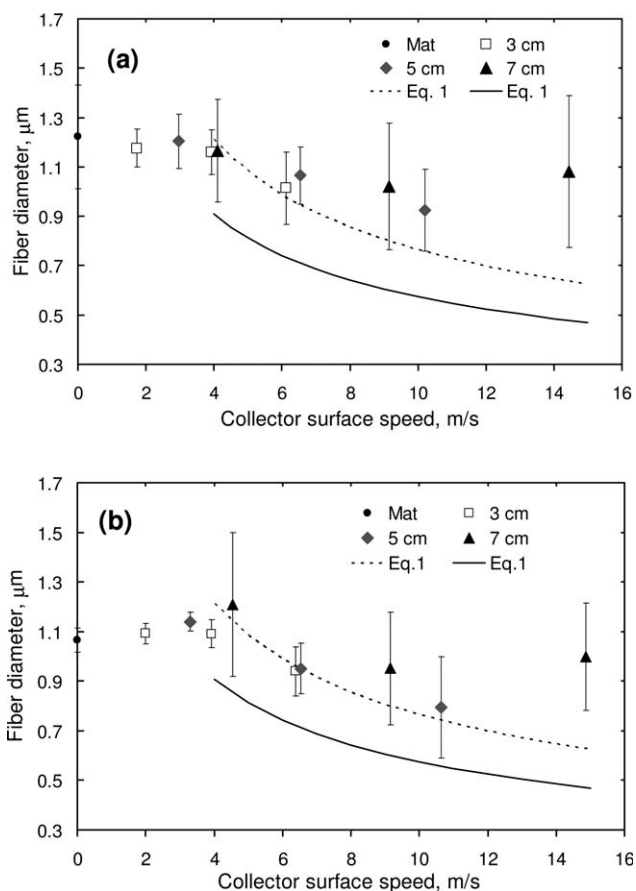 1.7
(a)
Mat
3 cm
1.5
5 cm
7 cm
Eq. 1
Eq. 1
1.3
1.1
0.9
0.7
0.5
0.3
Fiber diameter, µm
0 2 4 6 8 10 12 14 16
Collector surface speed, m/s
1.7
(b)
Mat
3 cm
1.5
5 cm
7 cm
Eq.1
Eq.1
1.3
1.1
0.9
0.7
0.5
0.3
Fiber diameter, µm
0 2 4 6 8 10 12 14 16
Collector surface speed, m/s